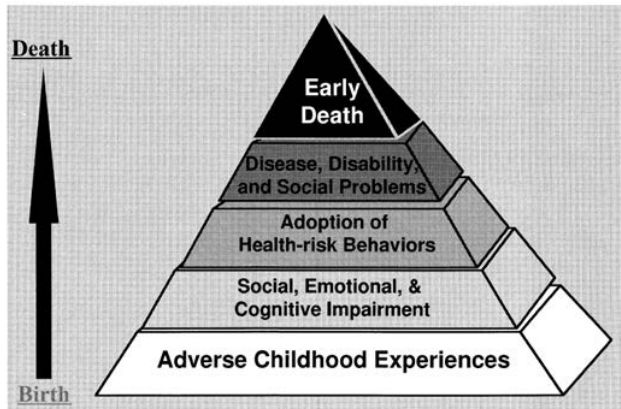 Death
Early
Death
Disease, Disability,
and Social Problems
Adoption of
Health-risk Behaviors
Social, Emotional, &
Cognitive Impairment
Adverse Childhood Experiences
Birth